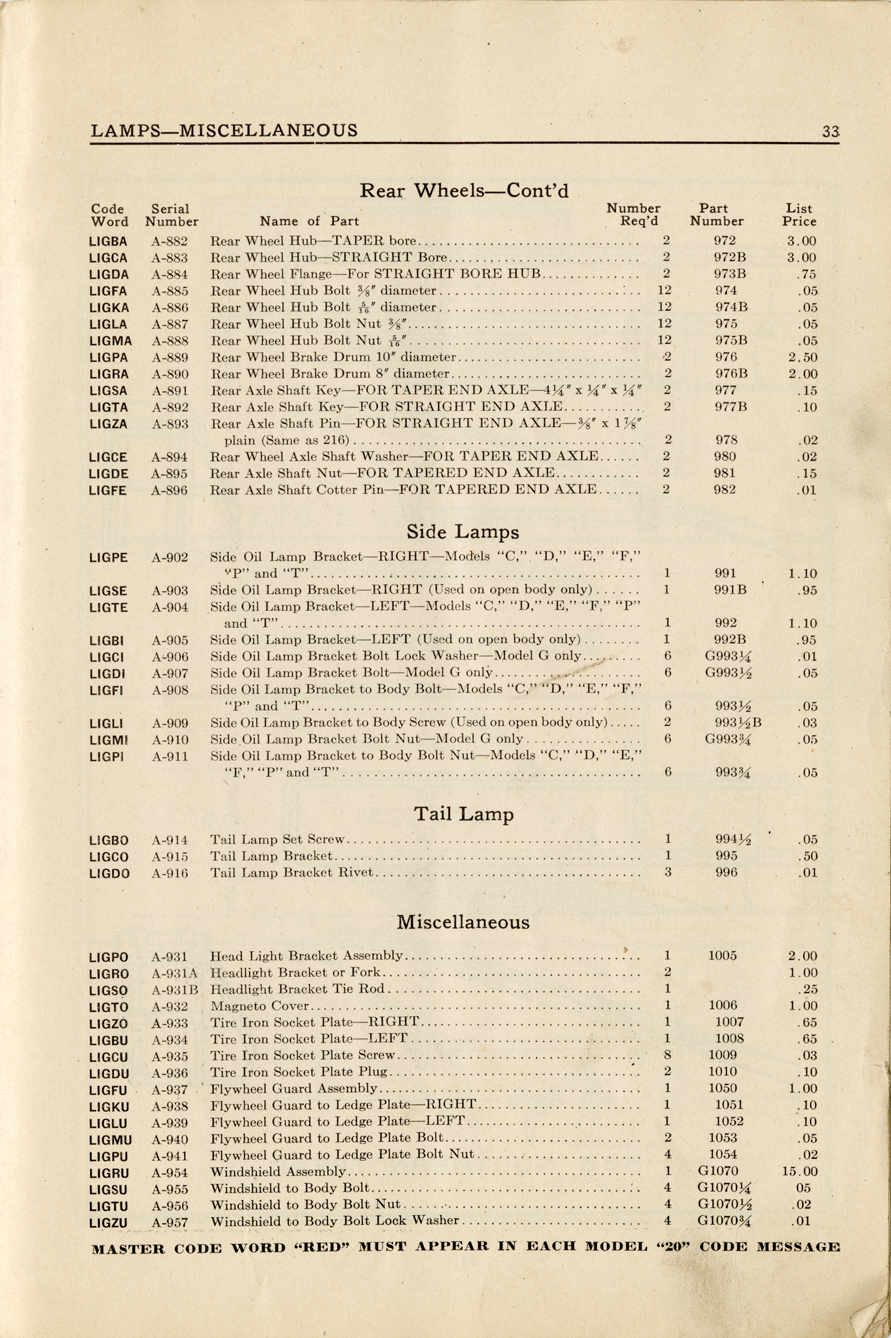 LAMPS—MISCELLANEOUS 33
Rear Wheels—Cont'd
Code Serial Number Part List
Word Number Name of Part Req'd Number Price
LIGBA A-882 Rear Wheel Hub—TAPER bore 2 972 3.00
LIGCA A-883 Rear Wheel Hub—STRAIGHT Bore 2 972B 3.00
LIGDA A-884 Rear Wheel Flange—For STRAIGHT BORE HUB 2 973B .75
LIGFA A-885 Rear Wheel Hub Bolt ⅜″ diameter 12 974 .05
LIGKA A-886 Rear Wheel Hub Bolt 5/16″ diameter 12 974B .05
LIGLA A-887 Rear Wheel Hub Bolt Nut ⅜″ 12 975 .05
LIGMA A-888 Rear Wheel Hub Bolt Nut 5/16″ 12 975B .05
LIGPA A-889 Rear Wheel Brake Drum 10″ diameter 2 976 2.50
LIGRA A-890 Rear Wheel Brake Drum 8″ diameter 2 976B 2.00
LIGSA A-891 Rear Axle Shaft Key—FOR TAPER END AXLE—4¼″ x ¼″ x ¼″ 2 977 .15
LIGTA A-892 Rear Axle Shaft Key—FOR STRAIGHT END AXLE 2 977B .10
LIGZA A-893 Rear Axle Shaft Pin—FOR STRAIGHT END AXLE—⅜″ x 1⅞″
plain (Same as 216) 2 978 .02
LIGCE A-894 Rear Wheel Axle Shaft Washer—FOR TAPER END AXLE 2 980 .02
LIGDE A-895 Rear Axle Shaft Nut—FOR TAPERED END AXLE 2 981 .15
LIGFE A-896 Rear Axle Shaft Cotter Pin—FOR TAPERED END AXLE 2 982 .01
Side Lamps
LIGPE A-902 Side Oil Lamp Bracket—RIGHT—Models "C," "D," "E," "F,"
"P" and "T" 1 991 1.10
LIGSE A-903 Side Oil Lamp Bracket—RIGHT (Used on open body only) 1 991B .95
LIGTE A-904 Side Oil Lamp Bracket—LEFT—Models "C," "D," "E," "F," "P"
and "T" 1 992 1.10
LIGBI A-905 Side Oil Lamp Bracket—LEFT (Used on open body only) 1 992B .95
LIGCI A-906 Side Oil Lamp Bracket Bolt Lock Washer—Model G only 6 G993¼ .01
LIGDI A-907 Side Oil Lamp Bracket Bolt—Model G only 6 G993½ .05
LIGFI A-908 Side Oil Lamp Bracket to Body Bolt—Models "C," "D," "E," "F,"
"P" and "T" 6 993½ .05
LIGLI A-909 Side Oil Lamp Bracket to Body Screw (Used on open body only) 2 993½B .03
LIGMI A-910 Side Oil Lamp Bracket Bolt Nut—Model G only 6 G993¾ .05
LIGPI A-911 Side Oil Lamp Bracket to Body Bolt Nut—Models "C," "D," "E,"
"F," "P" and "T" 6 993¾ .05
Tail Lamp
LIGBO A-914 Tail Lamp Set Screw 1 994½ .05
LIGCO A-915 Tail Lamp Bracket 1 995 .50
LIGDO A-916 Tail Lamp Bracket Rivet 3 996 .01
Miscellaneous
LIGPO A-931 Head Light Bracket Assembly 1 1005 2.00
LIGRO A-931A Headlight Bracket or Fork 2 1.00
LIGSO A-931B Headlight Bracket Tie Rod 1 .25
LIGTO A-932 Magneto Cover 1 1006 1.00
LIGZO A-933 Tire Iron Socket Plate—RIGHT 1 1007 .65
LIGBU A-934 Tire Iron Socket Plate—LEFT 1 1008 .65
LIGCU A-935 Tire Iron Socket Plate Screw 8 1009 .03
LIGDU A-936 Tire Iron Socket Plate Plug 2 1010 .10
LIGFU A-937 Flywheel Guard Assembly 1 1050 1.00
LIGKU A-938 Flywheel Guard to Ledge Plate—RIGHT 1 1051 .10
LIGLU A-939 Flywheel Guard to Ledge Plate—LEFT 1 1052 .10
LIGMU A-940 Flywheel Guard to Ledge Plate Bolt 2 1053 .05
LIGPU A-941 Flywheel Guard to Ledge Plate Bolt Nut 4 1054 .02
LIGRU A-954 Windshield Assembly 1 G1070 15.00
LIGSU A-955 Windshield to Body Bolt 4 G1070¼ 05
LIGTU A-956 Windshield to Body Bolt Nut 4 G1070½ .02
LIGZU A-957 Windshield to Body Bolt Lock Washer 4 G1070¾ .01
MASTER CODE WORD "RED" MUST APPEAR IN EACH MODEL "20" CODE MESSAGE